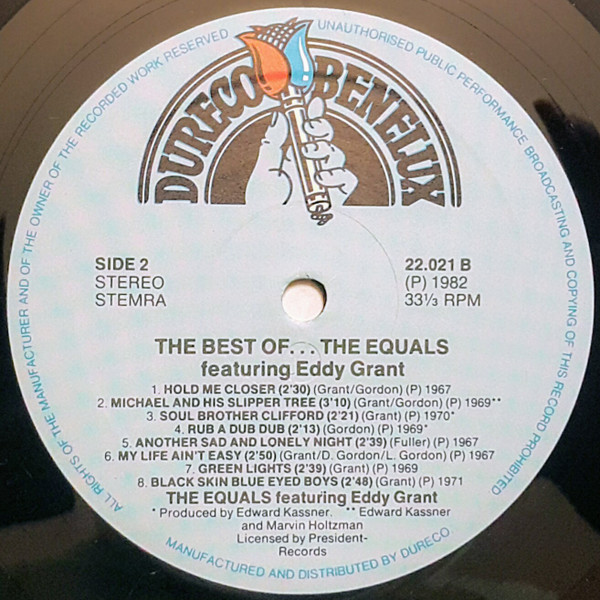 DURECO BENELUX
ALL RIGHTS OF THE MANUFACTURER AND OF THE OWNER OF THE RECORDED WORK RESERVED
UNAUTHORISED PUBLIC PERFORMANCE BROADCASTING AND COPYING OF THIS RECORD PROHIBITED.
SIDE 2
STEREO
STEMRA
22.021 B
(P) 1982
33⅓ RPM
THE BEST OF... THE EQUALS
featuring Eddy Grant
1. HOLD ME CLOSER (2'30) (Grant/Gordon) (P) 1967
2. MICHAEL AND HIS SLIPPER TREE (3'10) (Grant/Gordon) (P) 1969**
3. SOUL BROTHER CLIFFORD (2'21) (Grant) (P) 1970*
4. RUB A DUB DUB (2'13) (Gordon) (P) 1969*
5. ANOTHER SAD AND LONELY NIGHT (2'39) (Fuller) (P) 1967
6. MY LIFE AIN'T EASY (2'50) (Grant/D. Gordon/L. Gordon) (P) 1967
7. GREEN LIGHTS (2'39) (Grant) (P) 1969
8. BLACK SKIN BLUE EYED BOYS (2'48) (Grant) (P) 1971
THE EQUALS featuring Eddy Grant
* Produced by Edward Kassner. ** Edward Kassner
and Marvin Holtzman
Licensed by President-
Records
MANUFACTURED AND DISTRIBUTED BY DURECO